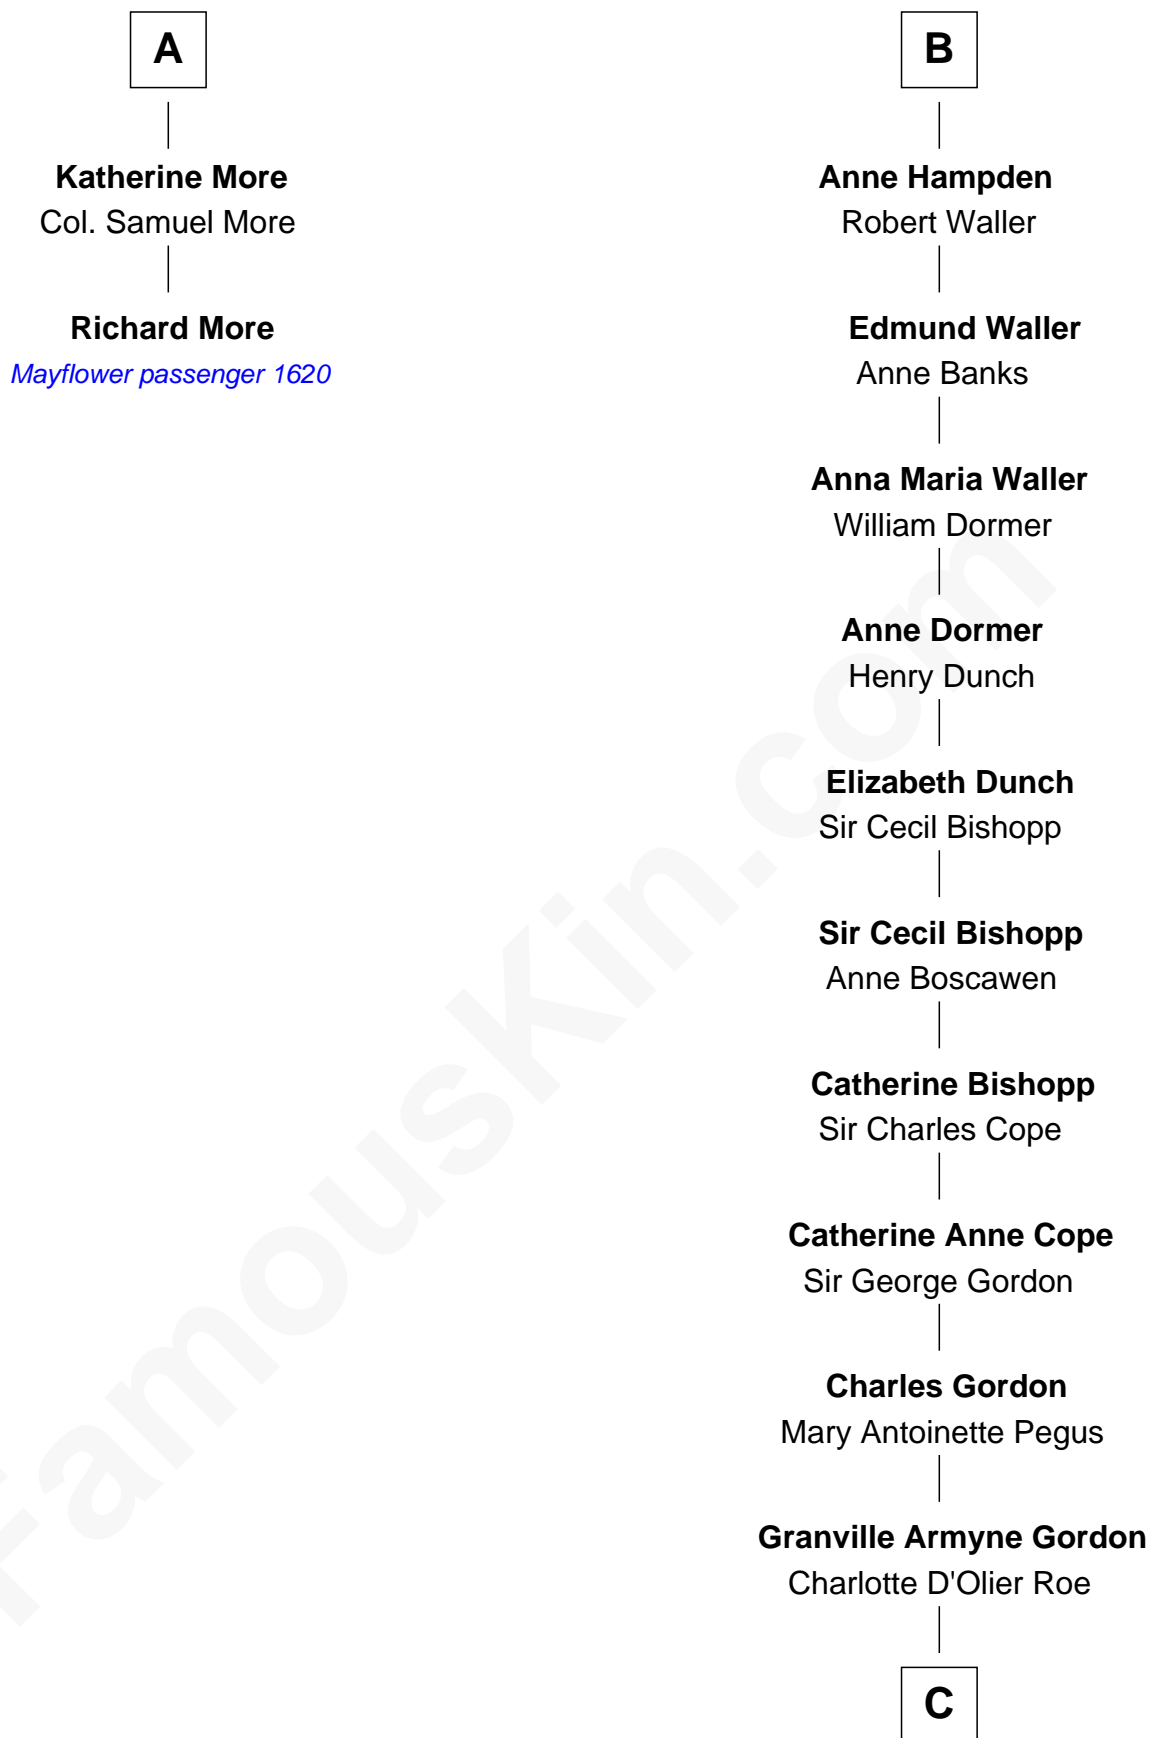 A
Katherine More
Col. Samuel More
Richard More
Mayflower passenger 1620
B
Anne Hampden
Robert Waller
Edmund Waller
Anne Banks
Anna Maria Waller
William Dormer
Anne Dormer
Henry Dunch
Elizabeth Dunch
Sir Cecil Bishopp
Sir Cecil Bishopp
Anne Boscawen
Catherine Bishopp
Sir Charles Cope
Catherine Anne Cope
Sir George Gordon
Charles Gordon
Mary Antoinette Pegus
Granville Armyne Gordon
Charlotte D'Olier Roe
C
FamousKin.com